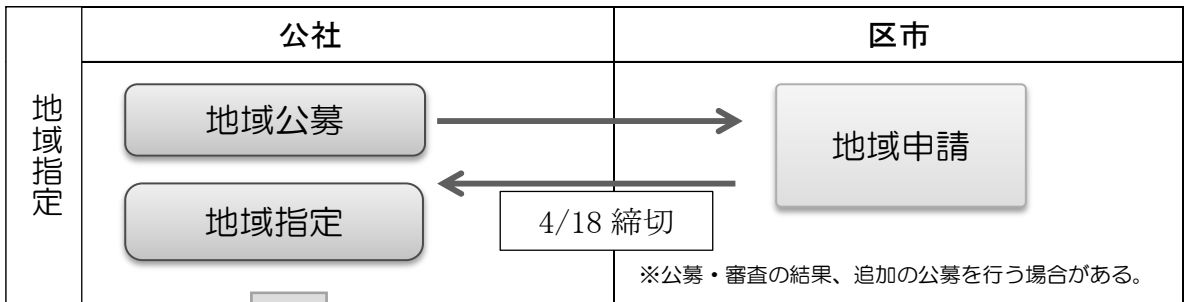 公社
区市
地域指定
地域公募
地域申請
地域指定
4/18 締切
※公募・審査の結果、追加の公募を行う場合がある。